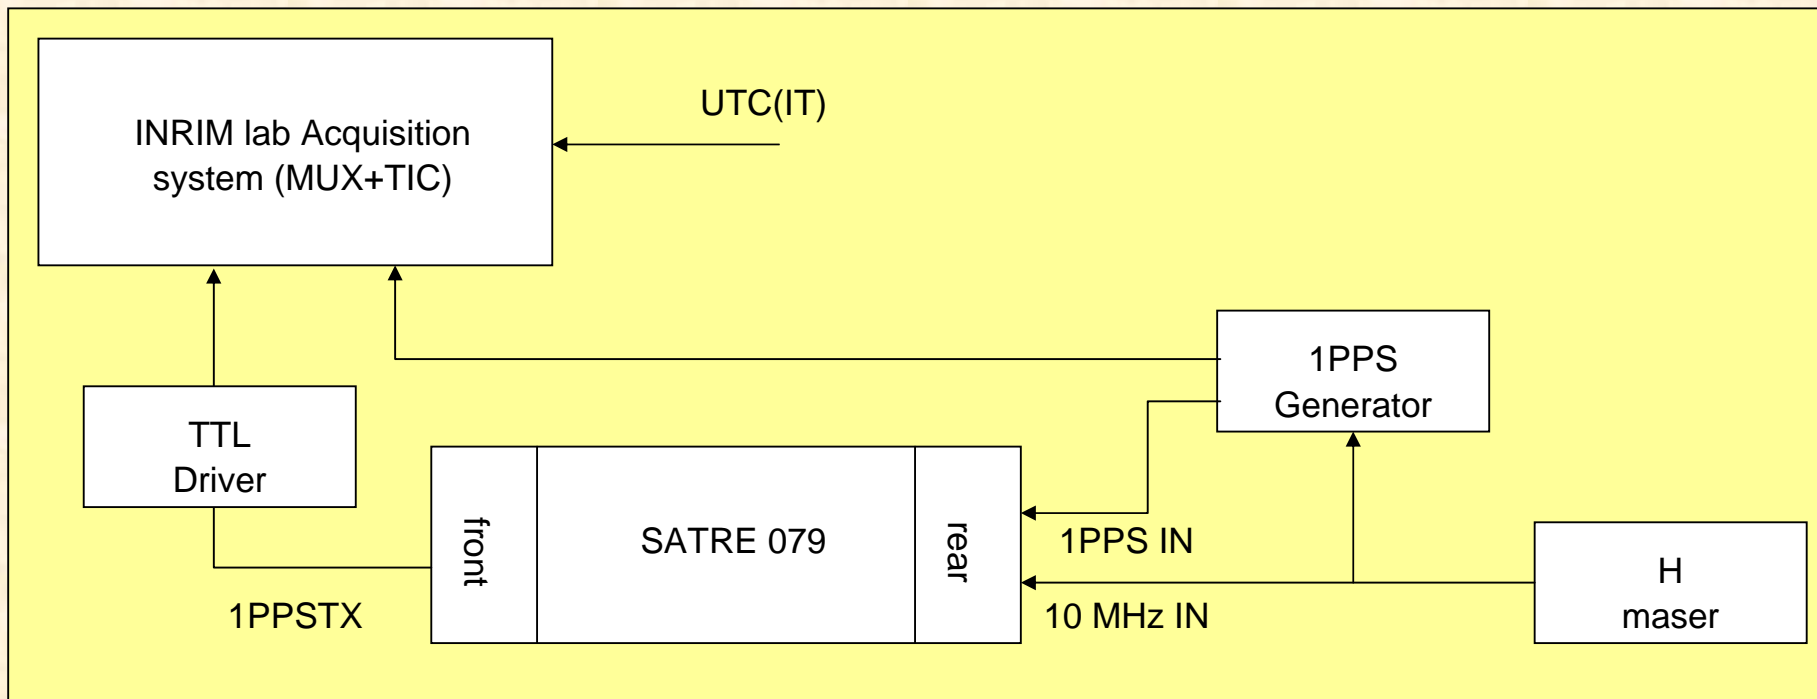 INRIM lab Acquisition
system (MUX+TIC)
UTC(IT)
1PPS
Generator
TTL
Driver
front
SATRE 079
rear
1PPS IN
10 MHz IN
1PPSTX
H
maser